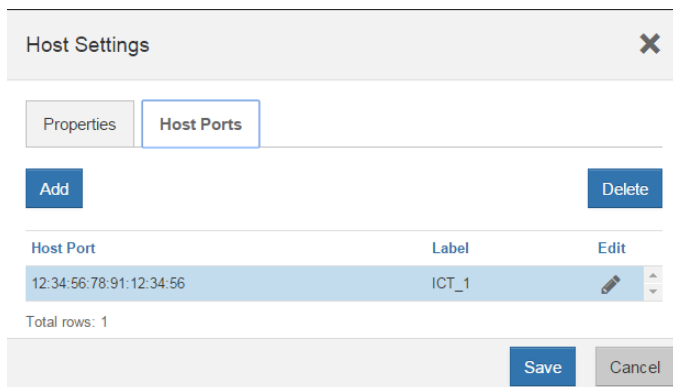 Host Settings
Properties Host Ports
Add Delete
Host Port Label Edit
12:34:56:78:91:12:34:56 ICT_1
Total rows: 1
Save Cancel